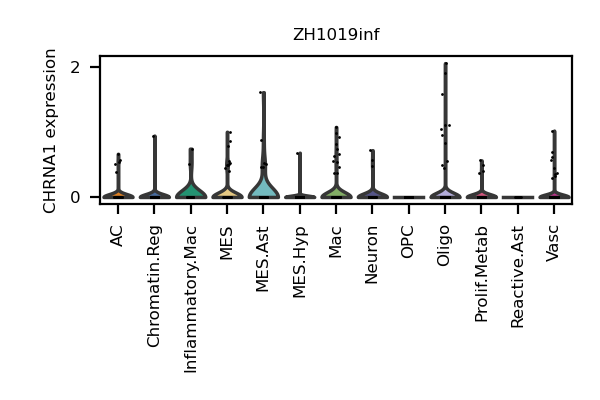 ZH1019inf
CHRNA1 expression
2
0
AC
Chromatin.Reg
Inflammatory.Mac
MES
MES.Ast
MES.Hyp
Mac
Neuron
OPC
Oligo
Prolif.Metab
Reactive.Ast
Vasc